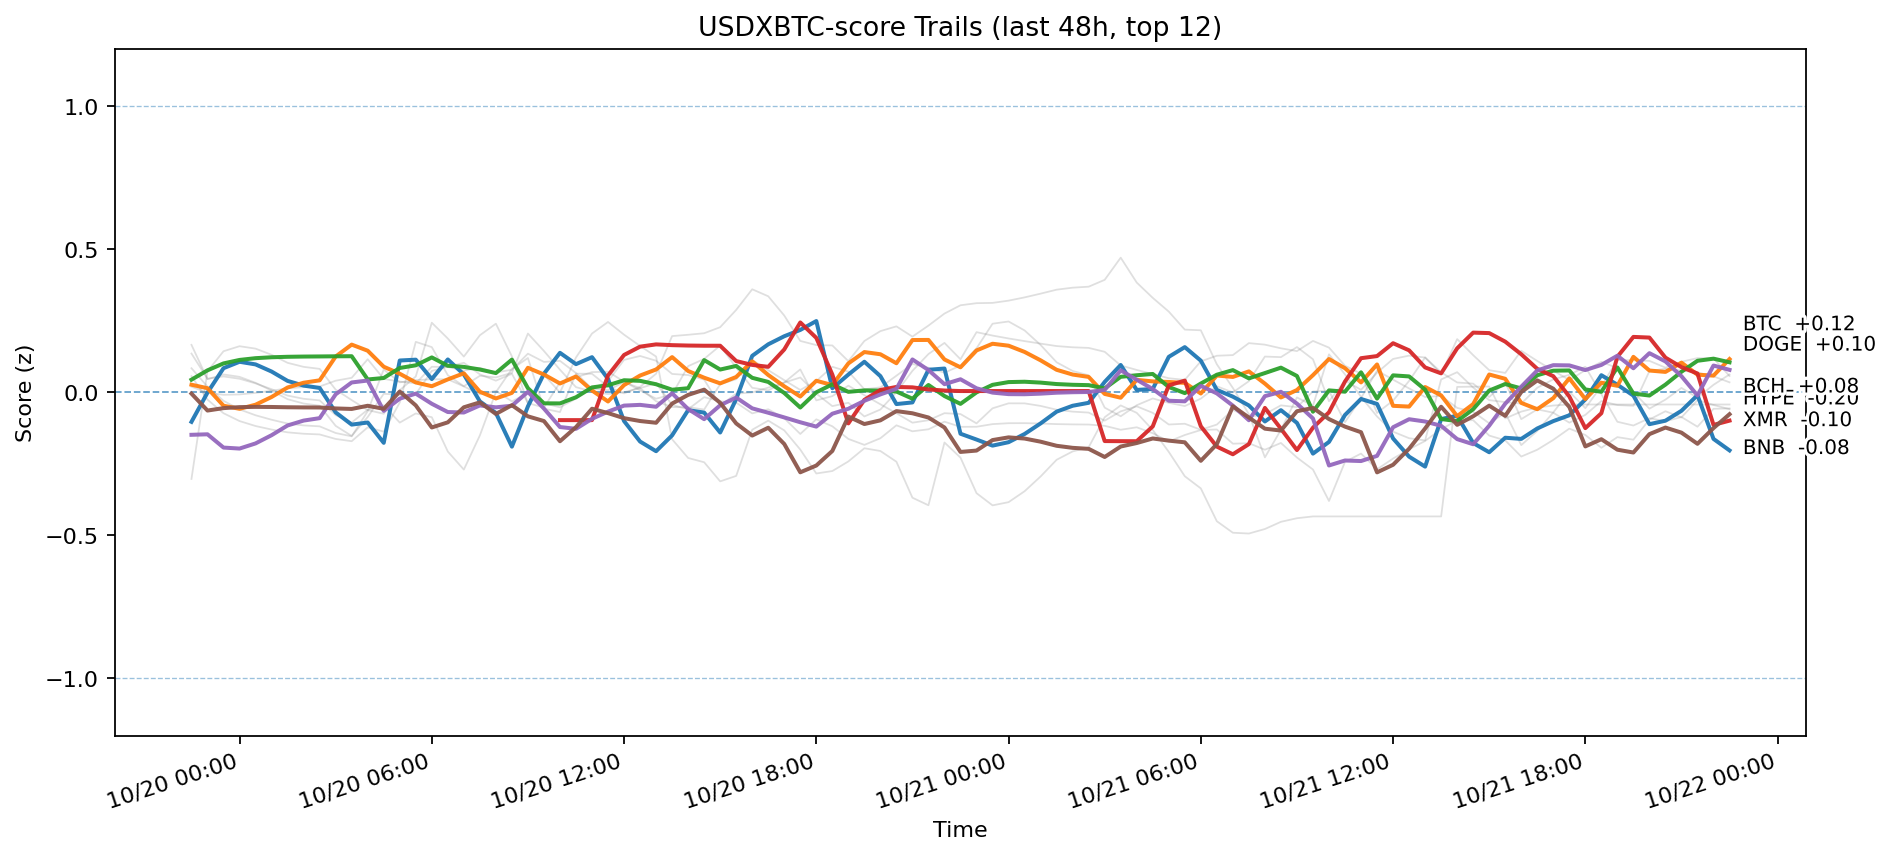 USDXBTC-score Trails (last 48h, top 12)
Score (z)
1.0
0.5
0.0
−0.5
−1.0
BTC +0.12
DOGE +0.10
BCH +0.08
HYPE -0.20
XMR -0.10
BNB -0.08
10/20 00:00
10/20 06:00
10/20 12:00
10/20 18:00
10/21 00:00
10/21 06:00
10/21 12:00
10/21 18:00
10/22 00:00
Time